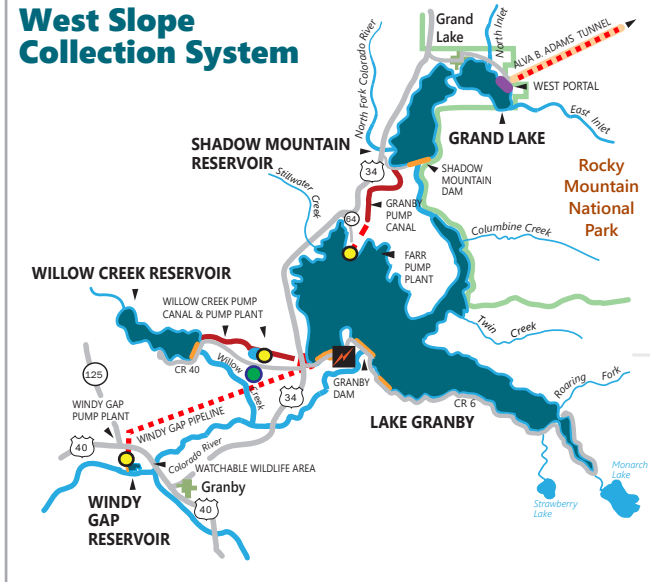 West Slope
Collection System
Grand
Lake
North Inlet
ALVA B. ADAMS TUNNEL
North Fork Colorado River
WEST PORTAL
East Inlet
GRAND LAKE
SHADOW MOUNTAIN
RESERVOIR
34
SHADOW
MOUNTAIN
DAM
Rocky
Mountain
National
Park
Stillwater
Creek
GRANBY
PUMP
CANAL
64
Columbine Creek
FARR
PUMP
PLANT
WILLOW CREEK RESERVOIR
WILLOW CREEK PUMP
CANAL & PUMP PLANT
Twin
Creek
CR 40
Willow
Creek
125
34
GRANBY
DAM
Roaring Fork
CR 6
LAKE GRANBY
WINDY GAP
PUMP PLANT
WINDY GAP PIPELINE
40
Colorado River
WATCHABLE WILDLIFE AREA
Granby
40
WINDY
GAP
RESERVOIR
Monarch
Lake
Strawberry
Lake